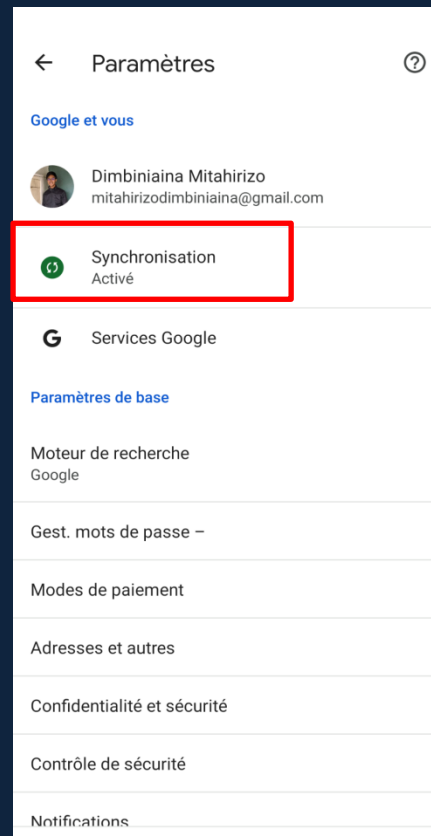 Paramètres
Google et vous
Dimbiniaina Mitahirizo
mitahirizodimbiniaina@gmail.com
Synchronisation
Activé
G Services Google
Paramètres de base
Moteur de recherche
Google
Gest. mots de passe –
Modes de paiement
Adresses et autres
Confidentialité et sécurité
Contrôle de sécurité
Notifications